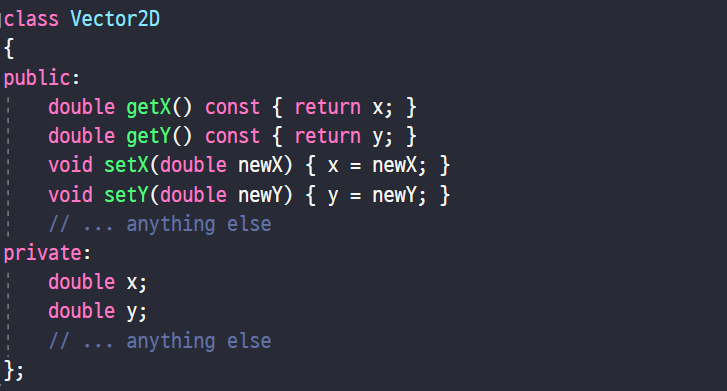 class Vector2D
{
public:
    double getX() const { return x; }
    double getY() const { return y; }
    void setX(double newX) { x = newX; }
    void setY(double newY) { y = newY; }
    // ... anything else
private:
    double x;
    double y;
    // ... anything else
};